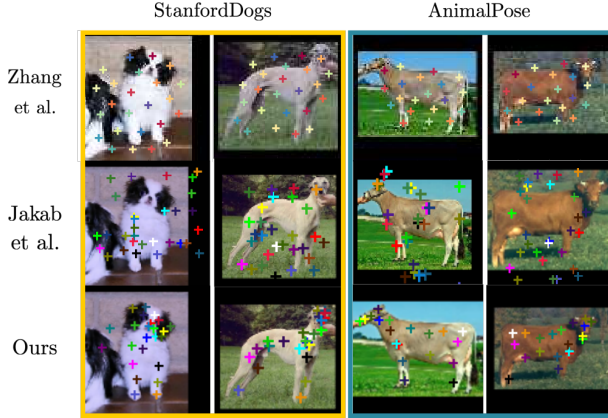 StanfordDogs AnimalPose
Zhang
et al.
Jakab
et al.
Ours